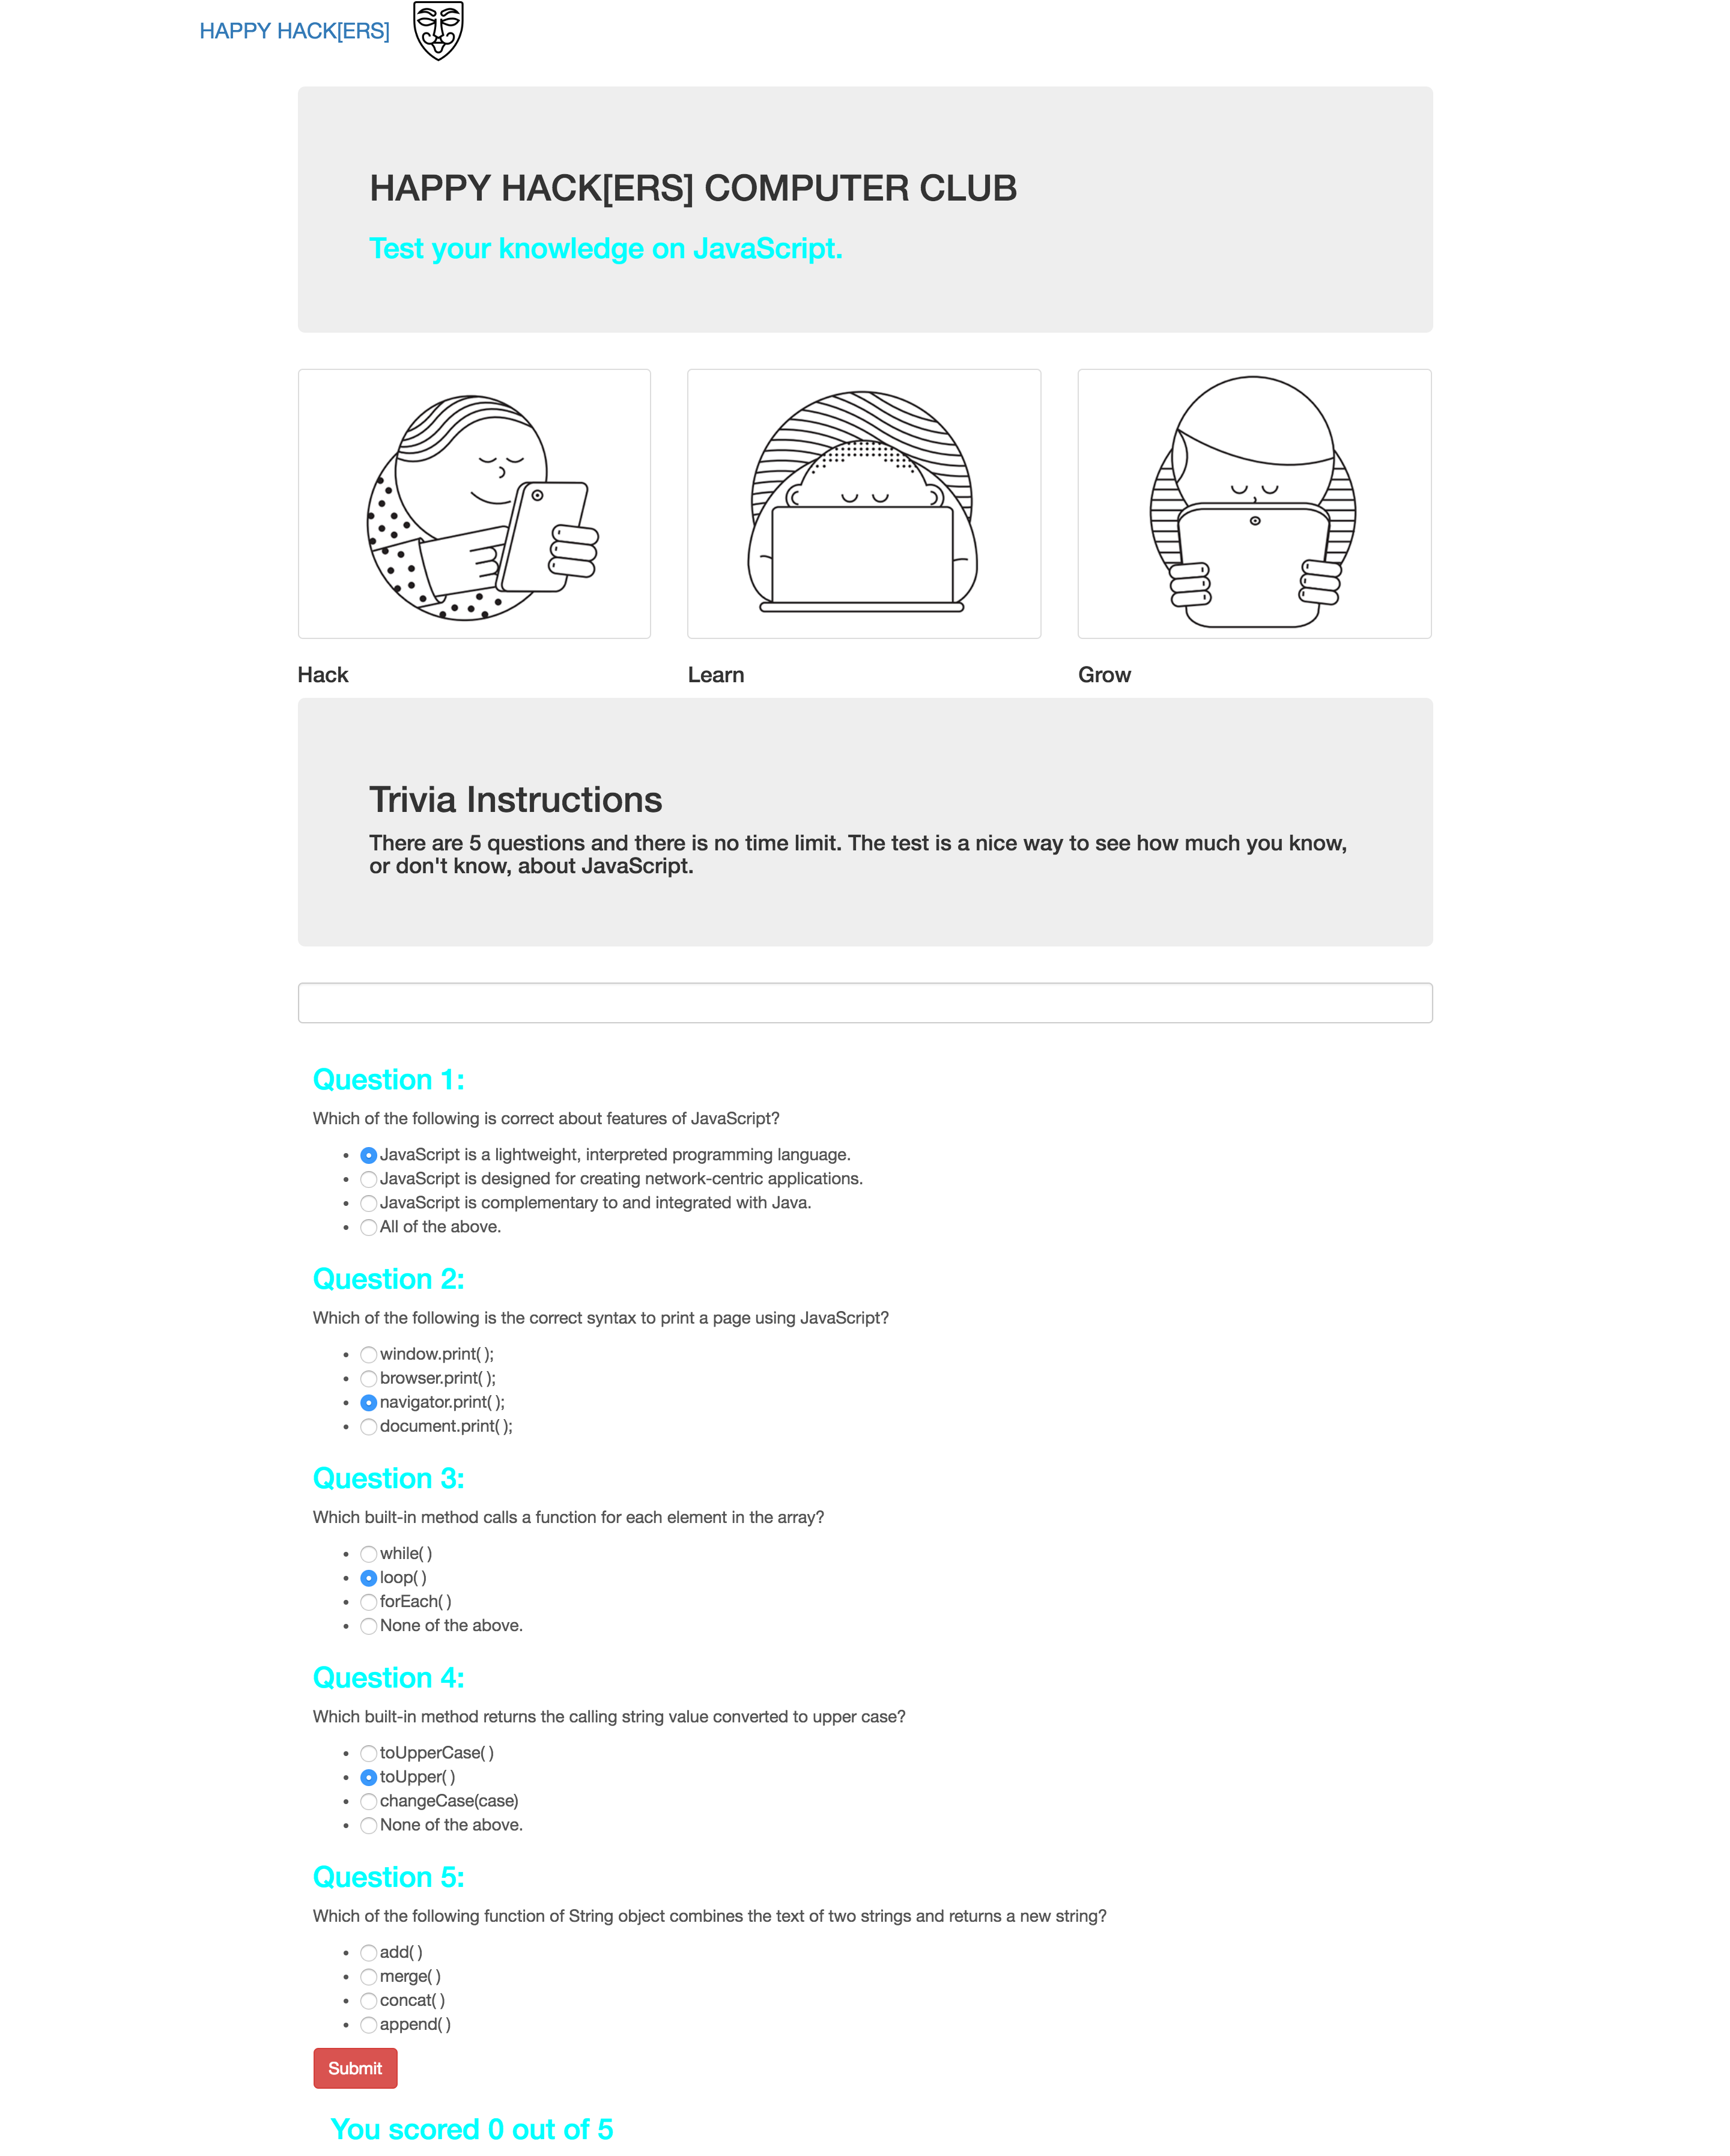 HAPPY HACK[ERS]
HAPPY HACK[ERS] COMPUTER CLUB
Test your knowledge on JavaScript.
Hack
Learn
Grow
Trivia Instructions
There are 5 questions and there is no time limit. The test is a nice way to see how much you know,
or don't know, about JavaScript.
Question 1:
Which of the following is correct about features of JavaScript?
JavaScript is a lightweight, interpreted programming language.
JavaScript is designed for creating network-centric applications.
JavaScript is complementary to and integrated with Java.
All of the above.
Question 2:
Which of the following is the correct syntax to print a page using JavaScript?
window.print( );
browser.print( );
navigator.print( );
document.print( );
Question 3:
Which built-in method calls a function for each element in the array?
while( )
loop( )
forEach( )
None of the above.
Question 4:
Which built-in method returns the calling string value converted to upper case?
toUpperCase( )
toUpper( )
changeCase(case)
None of the above.
Question 5:
Which of the following function of String object combines the text of two strings and returns a new string?
add( )
merge( )
concat( )
append( )
Submit
You scored 0 out of 5